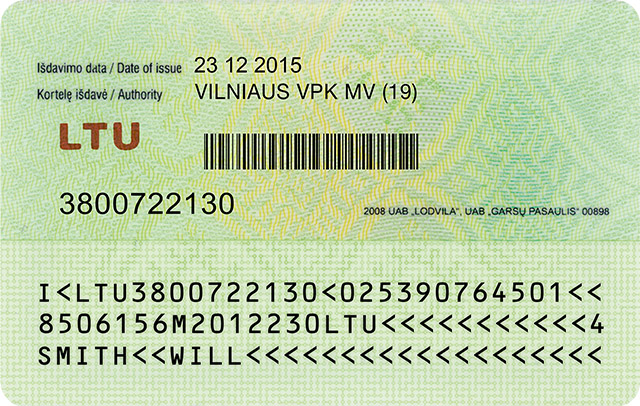 Išdavimo data / Date of issue 23 12 2015
Kortelę išdavė / Authority VILNIAUS VPK MV (19)
LTU
3800722130
2008 UAB „LODVILA“, UAB „GARSŲ PASAULIS“ 00898
I<LTU3800722130<025390764501<<
8506156M2012230LTU<<<<<<<<<<<4
SMITH<<WILL<<<<<<<<<<<<<<<<<<<